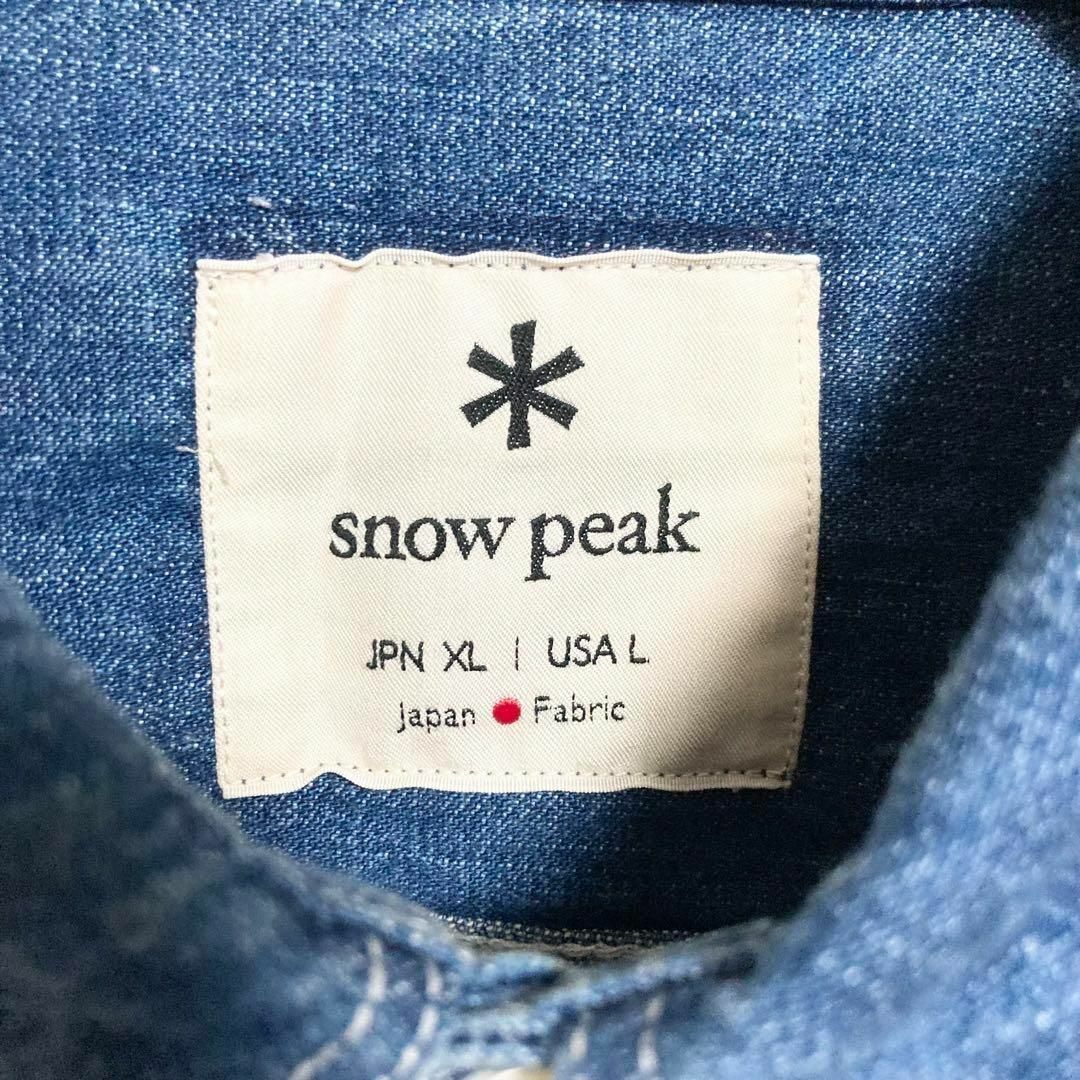 snow peak
JPN XL | USA L
Japan Fabric